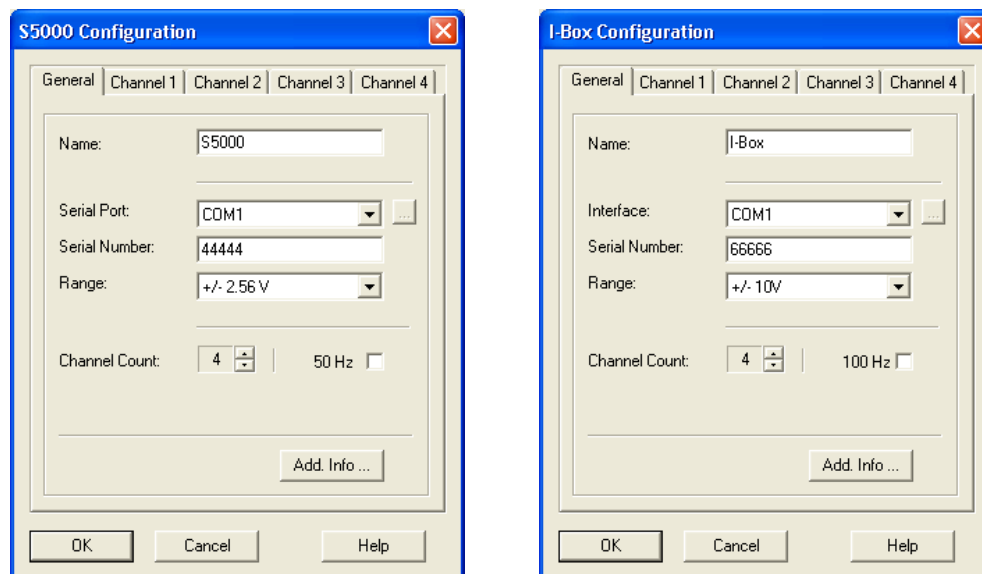 S5000 Configuration
General Channel 1 Channel 2 Channel 3 Channel 4
Name: S5000
Serial Port: COM1 ...
Serial Number: 44444
Range: +/- 2.56 V
Channel Count: 4 50 Hz
Add. Info ...
OK Cancel Help
I-Box Configuration
General Channel 1 Channel 2 Channel 3 Channel 4
Name: I-Box
Interface: COM1 ...
Serial Number: 66666
Range: +/- 10V
Channel Count: 4 100 Hz
Add. Info ...
OK Cancel Help